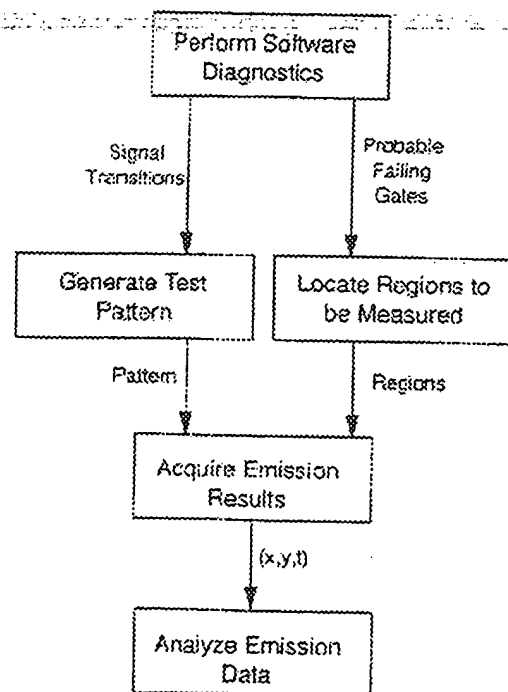 Perform Software
Diagnostics
Signal
Transitions
Probable
Failing
Gates
Generate Test
Pattern
Locate Regions to
be Measured
Pattern
Regions
Acquire Emission
Results
(x,y,t)
Analyze Emission
Data